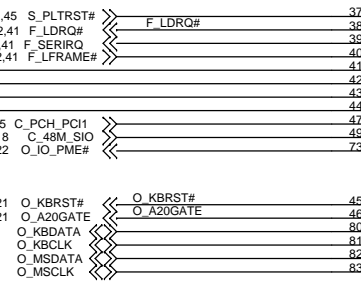 ,45 S_PLTRST# 37
2,41 F_LDRQ# F_LDRQ# 38
,41 F_SERIRQ 39
2,41 F_LFRAME# 40
41
42
43
44
5 C_PCH_PCI1 47
8 C_48M_SIO 49
22 O_IO_PME# 73
21 O_KBRST# O_KBRST# 45
21 O_A20GATE O_A20GATE 46
O_KBDATA 80
O_KBCLK 81
O_MSDATA 82
O_MSCLK 83